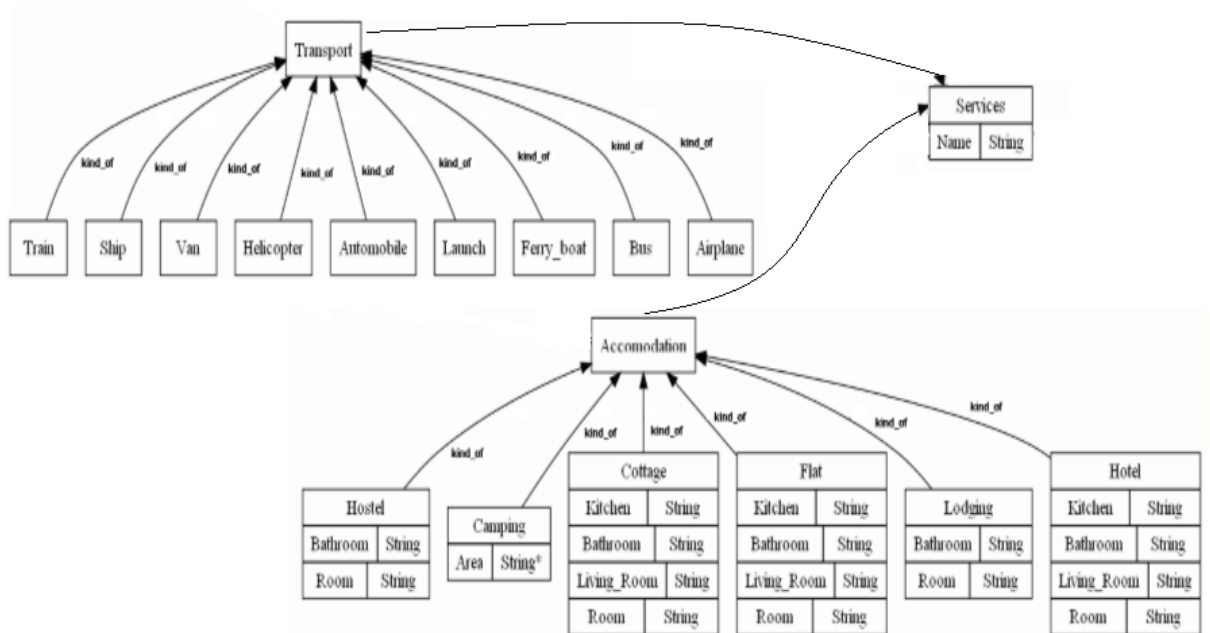 Transport
Services
Name String
kind_of kind_of kind_of kind_of kind_of kind_of kind_of kind_of kind_of
Train Ship Van Helicopter Automobile Launch Ferry_boat Bus Airplane
Accomodation
kind_of kind_of kind_of kind_of kind_of kind_of
Hostel
Bathroom String
Room String
Camping
Area String*
Cottage
Kitchen String
Bathroom String
Living_Room String
Room String
Flat
Kitchen String
Bathroom String
Living_Room String
Room String
Lodging
Bathroom String
Room String
Hotel
Kitchen String
Bathroom String
Living_Room String
Room String